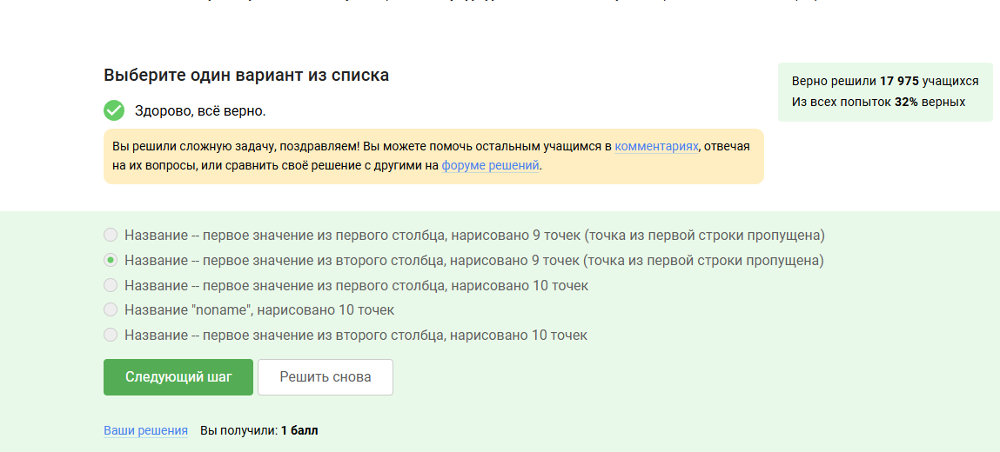 Выберите один вариант из списка
Верно решили 17 975 учащихся
Из всех попыток 32% верных
Здорово, всё верно.
Вы решили сложную задачу, поздравляем! Вы можете помочь остальным учащимся в комментариях, отвечая
на их вопросы, или сравнить своё решение с другими на форуме решений.
Название -- первое значение из первого столбца, нарисовано 9 точек (точка из первой строки пропущена)
Название -- первое значение из второго столбца, нарисовано 9 точек (точка из первой строки пропущена)
Название -- первое значение из первого столбца, нарисовано 10 точек
Название "noname", нарисовано 10 точек
Название -- первое значение из второго столбца, нарисовано 10 точек
Следующий шаг
Решить снова
Ваши решения Вы получили: 1 балл